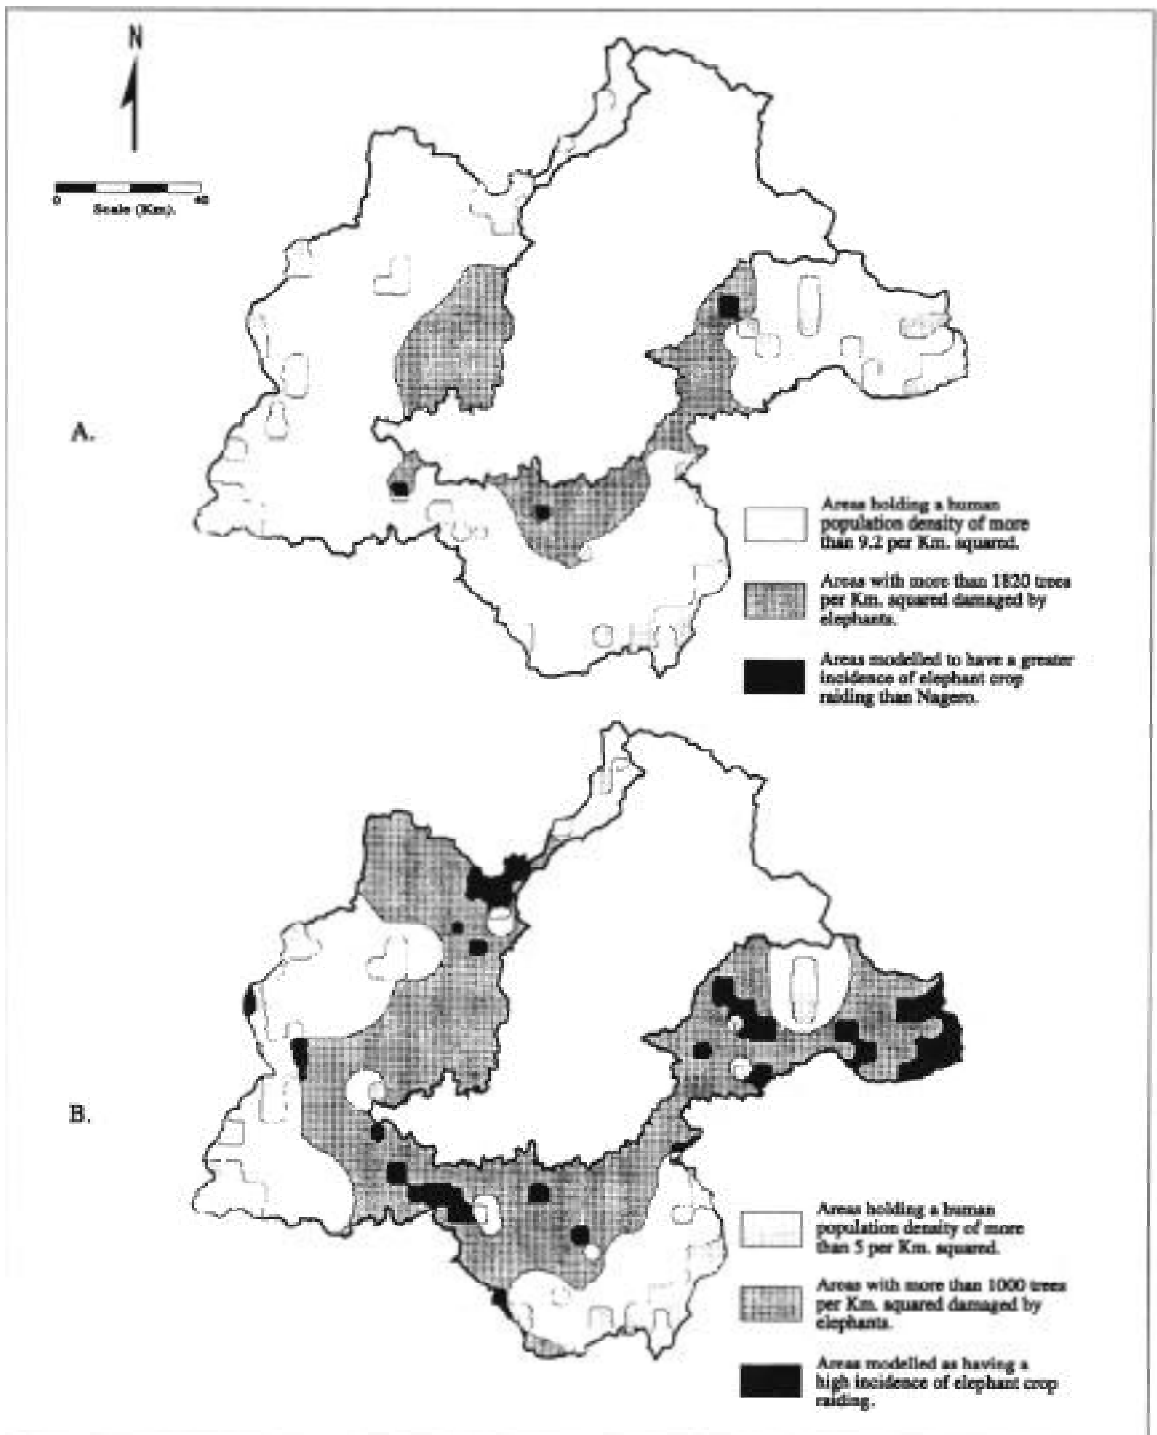 N
0 40
Scale (Km).
A.
Areas holding a human
population density of more
than 9.2 per Km. squared.
Areas with more than 1820 trees
per Km. squared damaged by
elephants.
Areas modelled to have a greater
incidence of elephant crop
raiding than Nagero.
B.
Areas holding a human
population density of more
than 5 per Km. squared.
Areas with more than 1000 trees
per Km. squared damaged by
elephants.
Areas modelled as having a
high incidence of elephant crop
raiding.